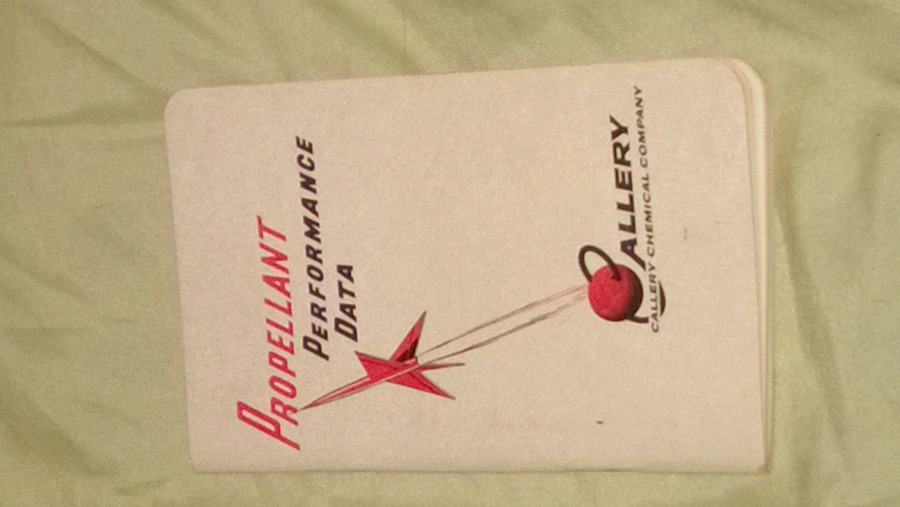 PROPELLANT
PERFORMANCE
DATA
CALLERY
CALLERY CHEMICAL COMPANY